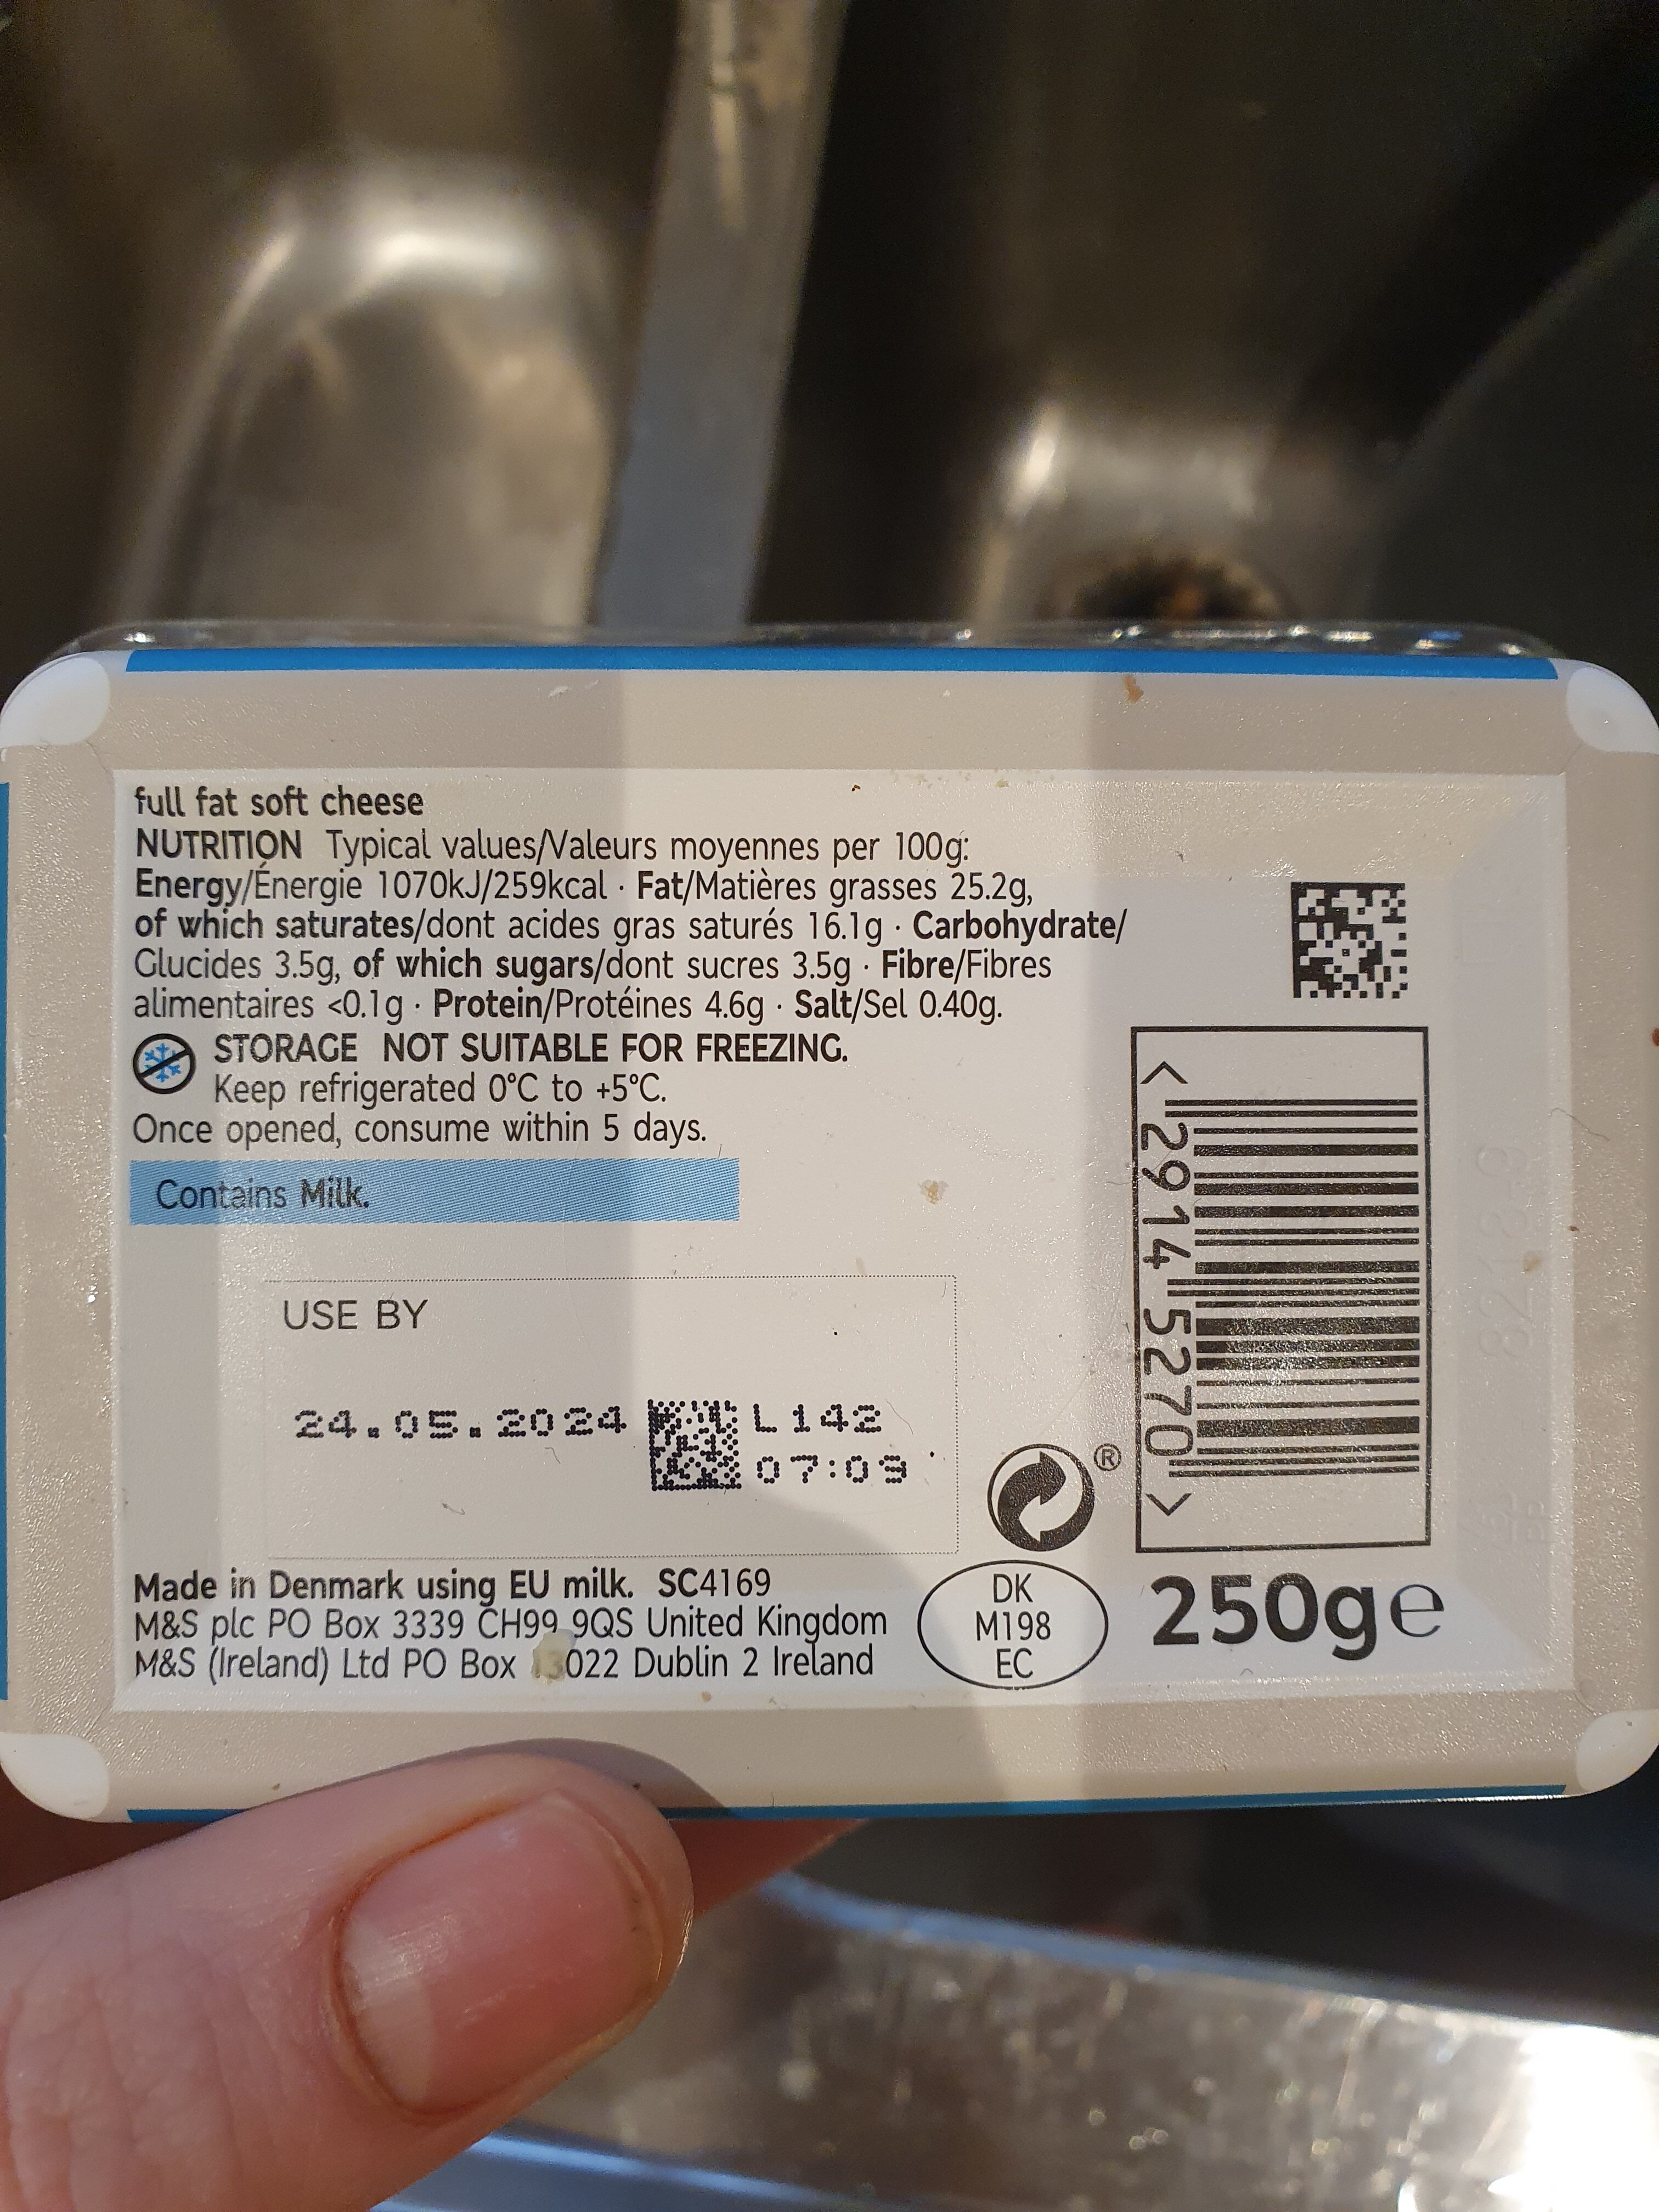 full fat soft cheese
NUTRITION Typical values/Valeurs moyennes per 100g:
Energy/Énergie 1070kJ/259kcal · Fat/Matières grasses 25.2g,
of which saturates/dont acides gras saturés 16.1g · Carbohydrate/
Glucides 3.5g, of which sugars/dont sucres 3.5g · Fibre/Fibres
alimentaires <0.1g · Protein/Protéines 4.6g · Salt/Sel 0.40g.
STORAGE NOT SUITABLE FOR FREEZING.
Keep refrigerated 0°C to +5°C.
Once opened, consume within 5 days.
Contains Milk.
USE BY
24.05.2024 L142
07:09
®
< 2914 5270 >
Made in Denmark using EU milk. SC4169
M&S plc PO Box 3339 CH99 9QS United Kingdom
M&S (Ireland) Ltd PO Box Dublin 2 Ireland
DK
M198
EC
250g e